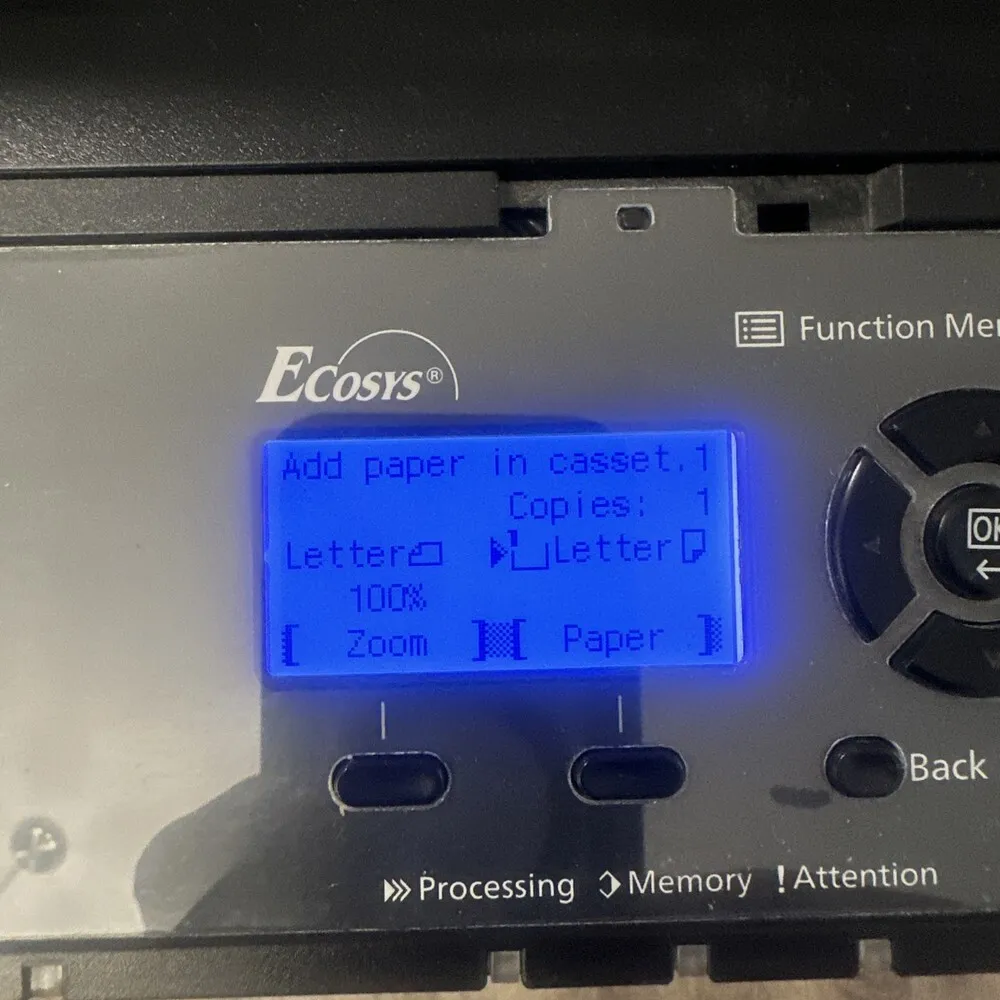 Function
ECOSYS®
Add paper in casset.1
Copies: 1
Letter Letter
100%
[ Zoom ] [ Paper ]
OK
Back
Processing Memory ! Attention